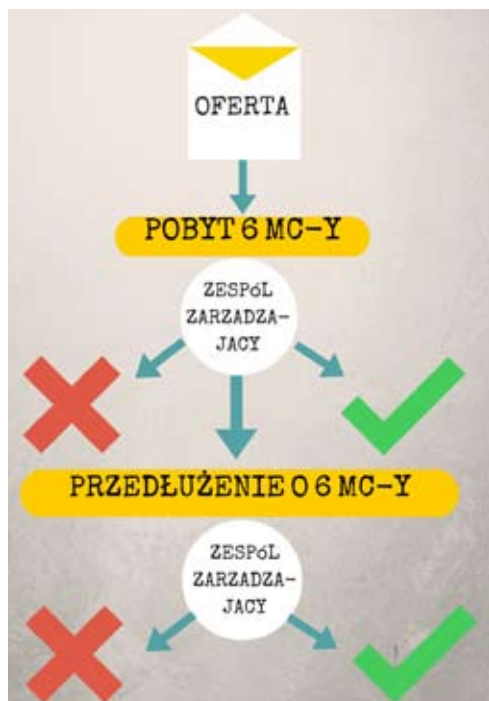 OFERTA
POBYT 6 MC-Y
ZESPÓL
ZARZADZA-
JACY
PRZEDŁUŻENIE O 6 MC-Y
ZESPÓL
ZARZADZA-
JACY